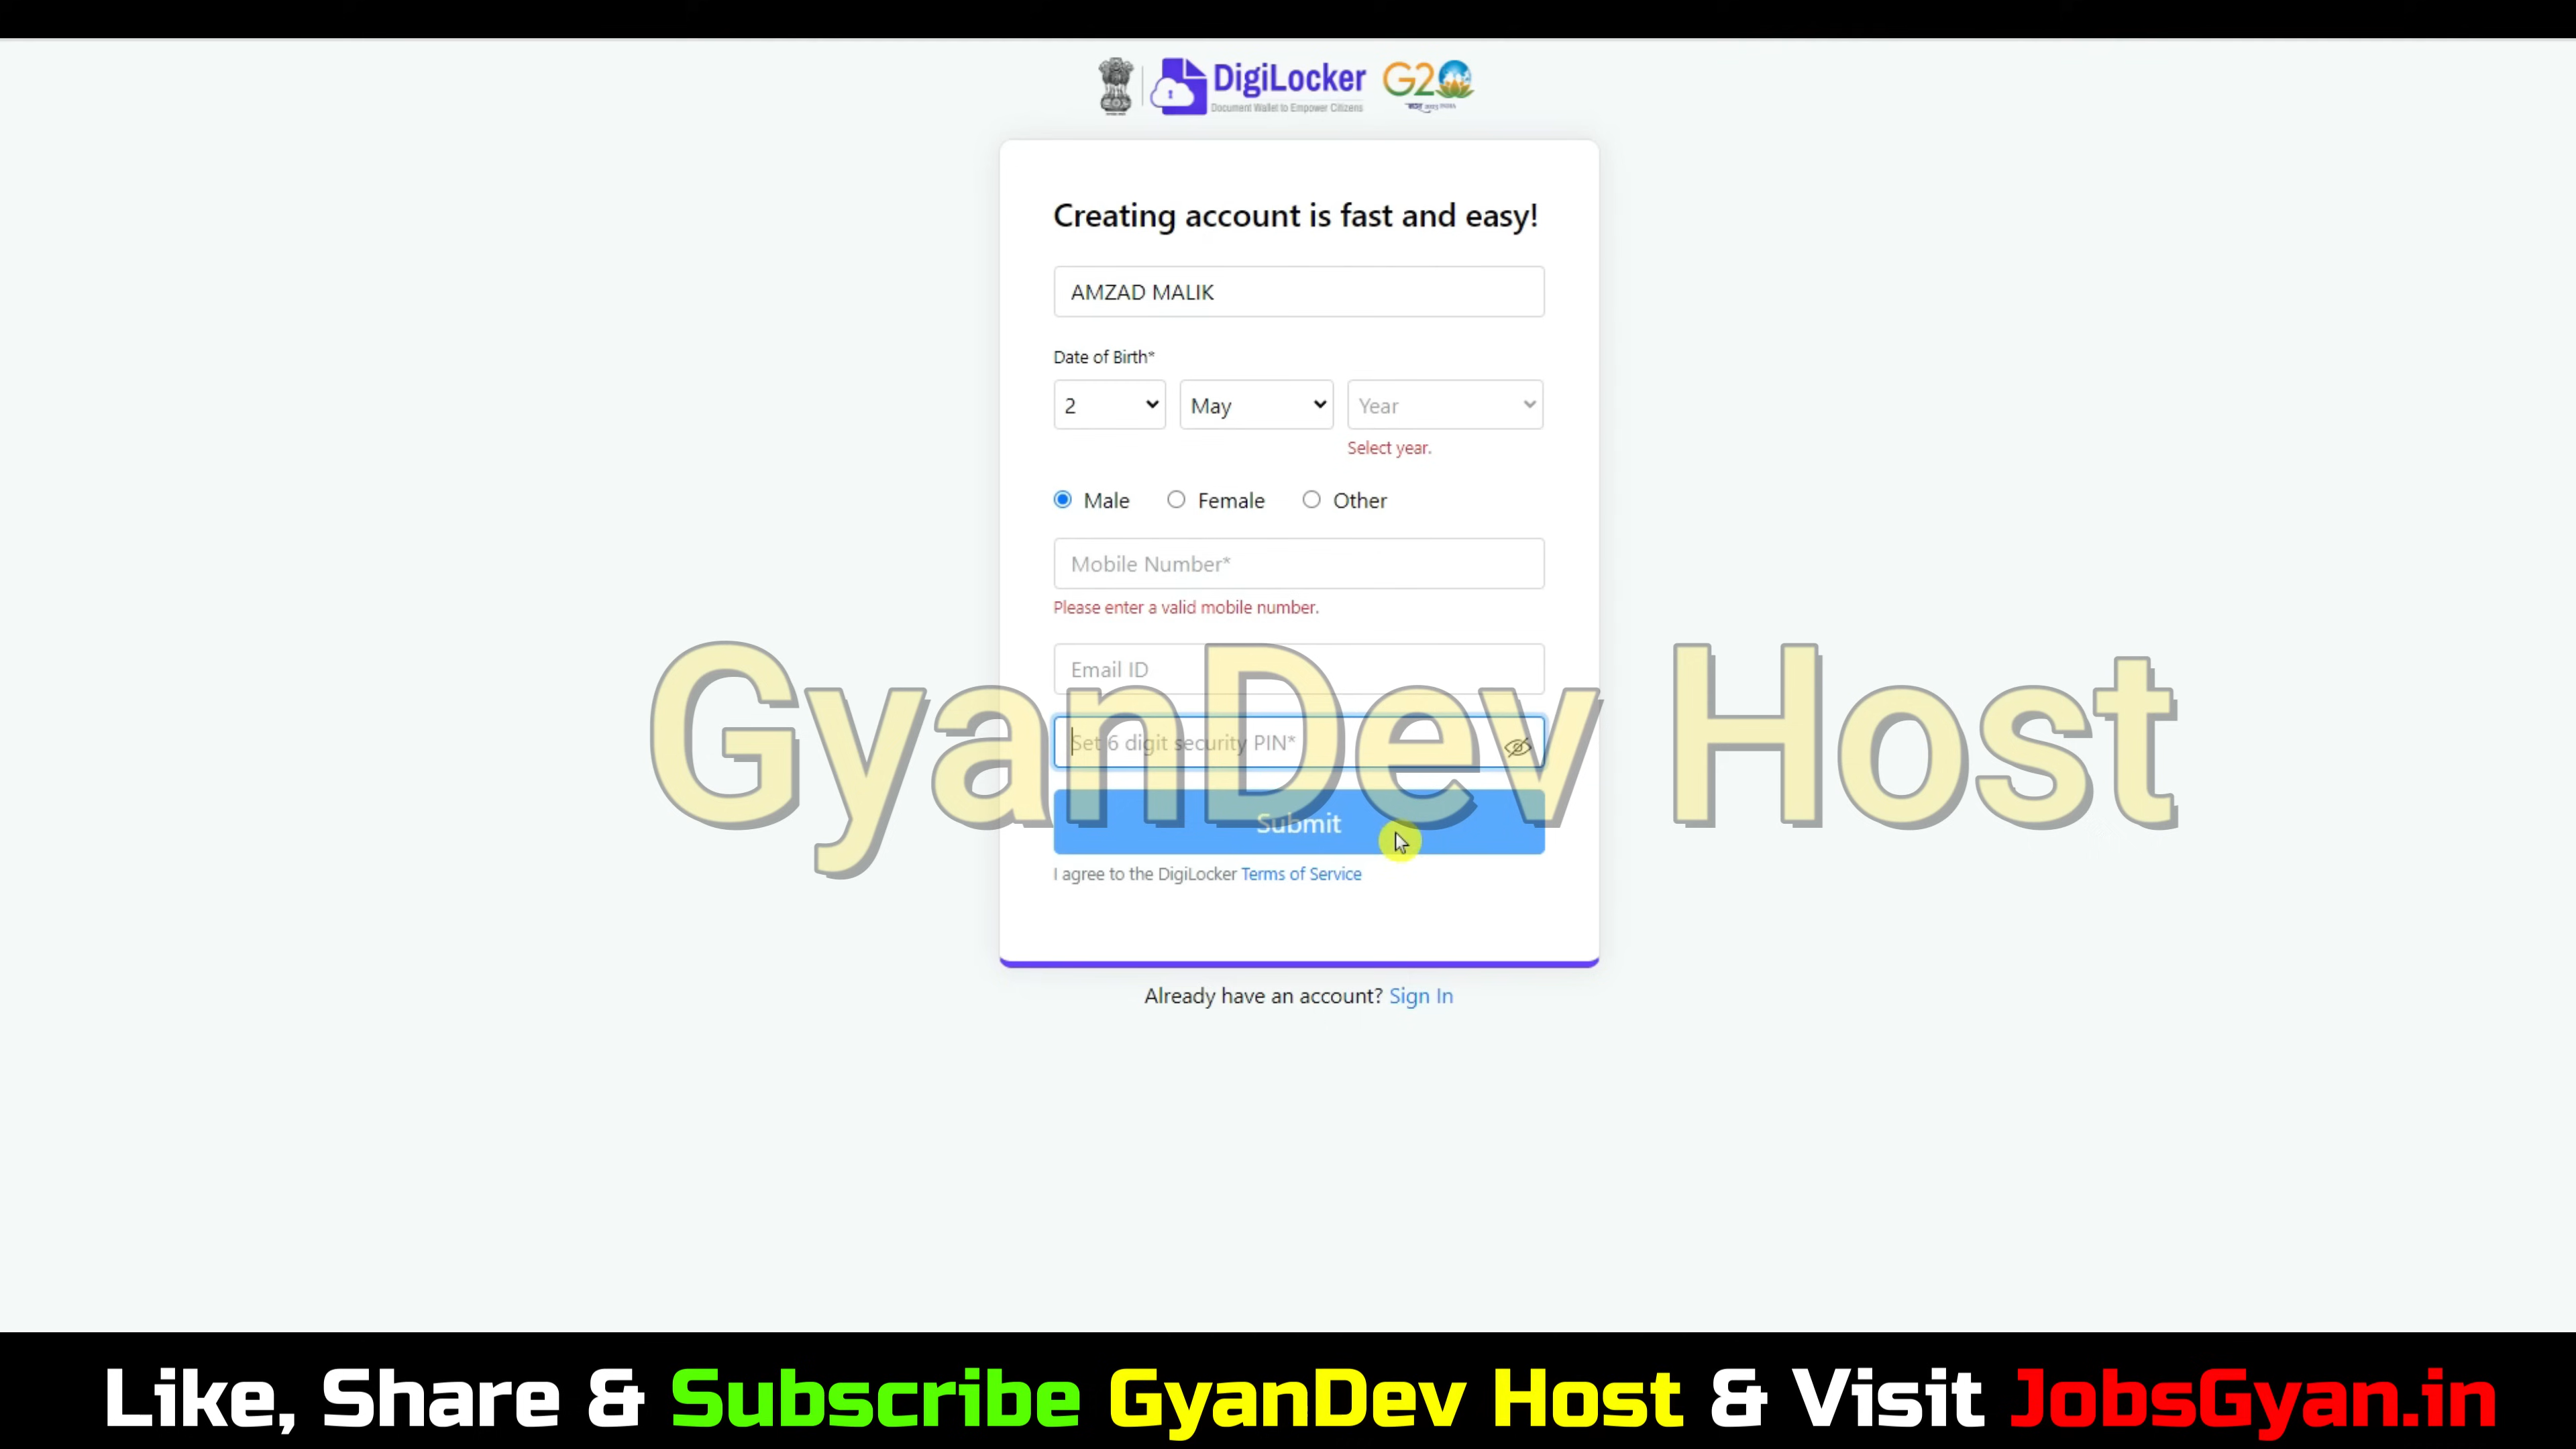 DigiLocker
Document Wallet to Empower Citizens
G20
भारत 2023 INDIA
Creating account is fast and easy!
AMZAD MALIK
Date of Birth*
2 May Year
Select year.
Male Female Other
Mobile Number*
Please enter a valid mobile number.
Email ID
Set 6 digit security PIN*
GyanDev Host
Submit
I agree to the DigiLocker Terms of Service
Already have an account? Sign In
Like, Share & Subscribe GyanDev Host & Visit JobsGyan.in